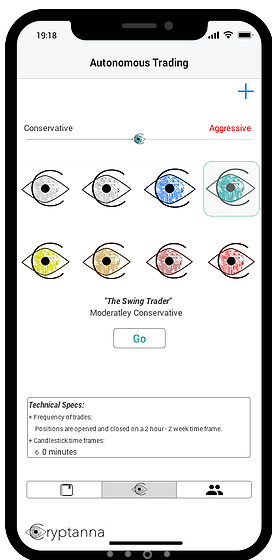 19:18
Autonomous Trading
Conservative
Aggressive
"The Swing Trader"
Moderatley Conservative
Go
Technical Specs:
+ Frequency of trades:
Positions are opened and closed on a 2 hour - 2 week time frame.
+ Candlestick time frames:
6 0 minutes
Cryptanna